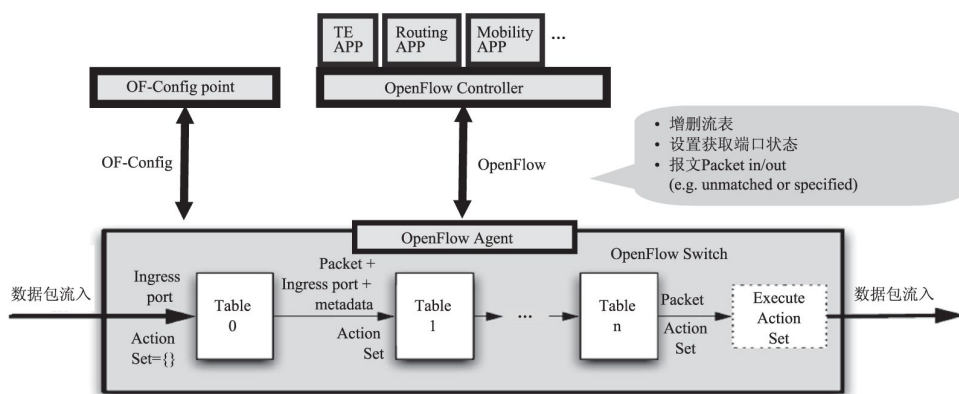 TE
APP
Routing
APP
Mobility
APP
...
OF-Config point
OpenFlow Controller
OF-Config
OpenFlow
• 增删流表
• 设置获取端口状态
• 报文Packet in/out
(e.g. unmatched or specified)
OpenFlow Agent
OpenFlow Switch
数据包流入
Ingress
port
Action
Set={}
Table
0
Packet +
Ingress port +
metadata
Action
Set
Table
1
...
Table
n
Packet
Action
Set
Execute
Action
Set
数据包流入